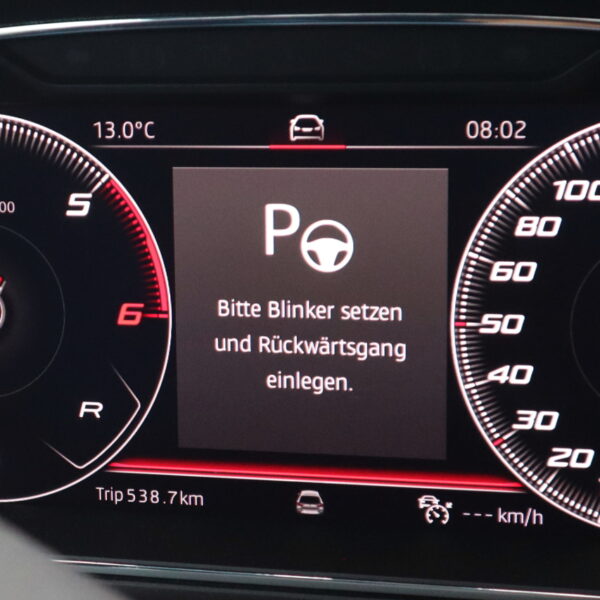 13.0°C 08:02
00 5 100
P 80
60
Bitte Blinker setzen
6 50
und Rückwärtsgang
40
einlegen.
R 30
20
Trip 538.7km --- km/h